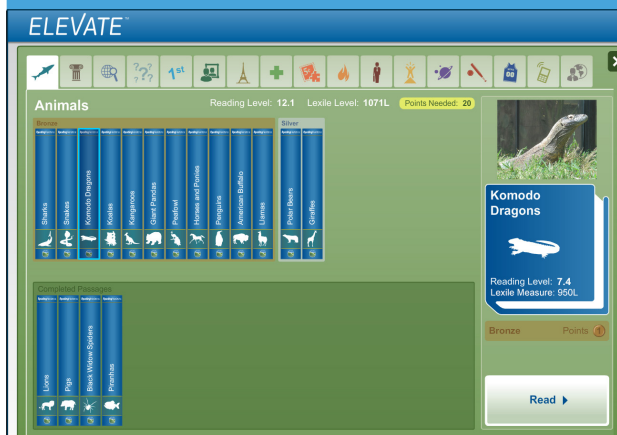 ELEVATE™
???
1st
Animals
Reading Level: 12.1 Lexile Level: 1071L Points Needed: 20
Bronze
Silver
Sharks
Snakes
Komodo Dragons
Koalas
Kangaroos
Giant Pandas
Peafowl
Horses and Ponies
Penguins
American Buffalo
Llamas
Polar Bears
Giraffes
Komodo
Dragons
Reading Level: 7.4
Lexile Measure: 950L
Bronze Points 1
Read
Completed Passages
Lions
Pigs
Black Widow Spiders
Piranhas